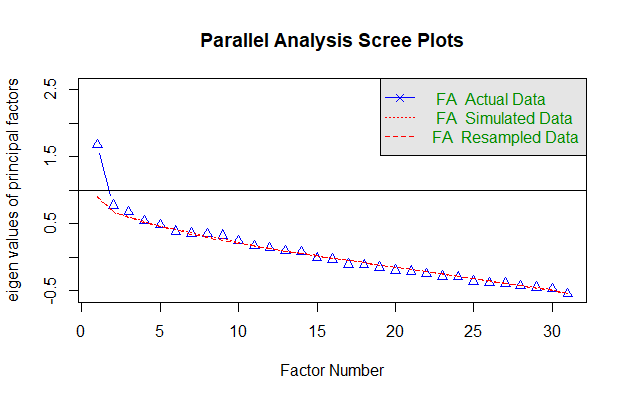 Parallel Analysis Scree Plots
eigen values of principal factors
2.5
1.5
0.5
-0.5
FA Actual Data
FA Simulated Data
FA Resampled Data
0 5 10 15 20 25 30
Factor Number